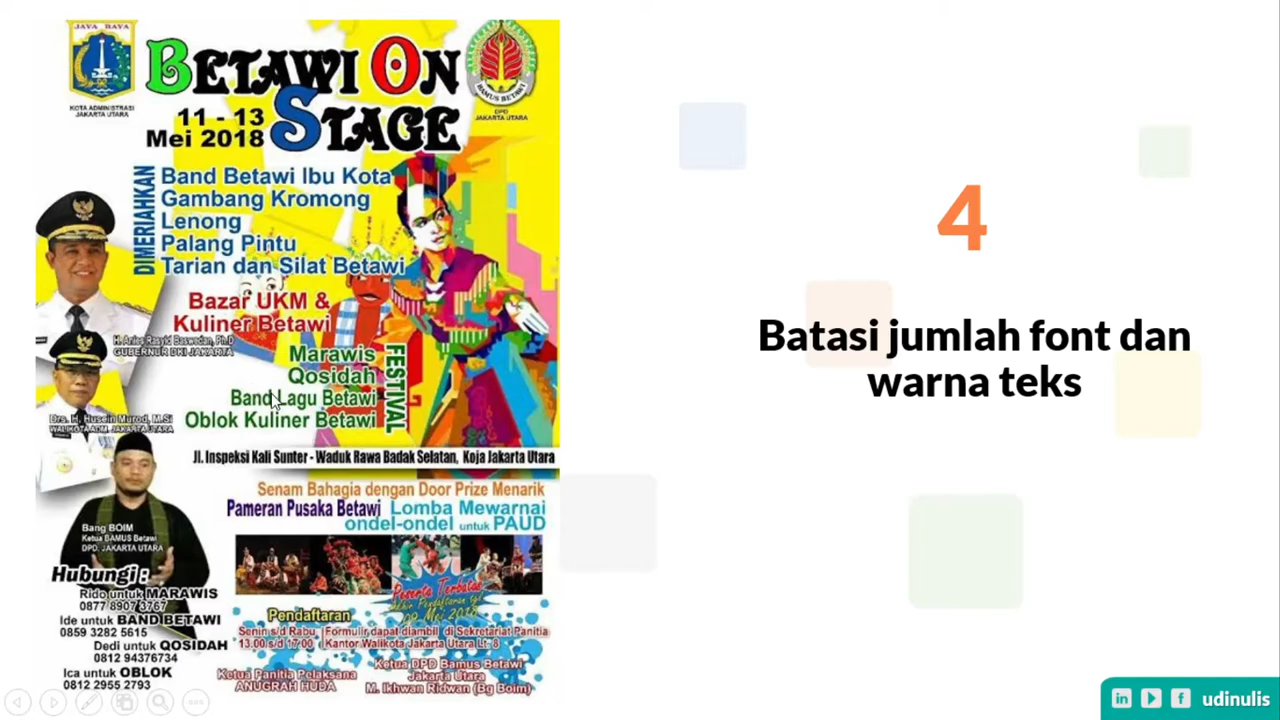 JAYA RAYA
KOTA ADMINISTRASI
JAKARTA UTARA
BETAWI ON
STAGE
11 - 13
Mei 2018
BAMUS BETAWI
DPD
JAKARTA UTARA
DIMERIAHKAN
Band Betawi Ibu Kota
Gambang Kromong
Lenong
Palang Pintu
Tarian dan Silat Betawi
Bazar UKM &
Kuliner Betawi
H. Anies Rasyid Baswedan, Ph.D
GUBERNUR DKI JAKARTA
Marawis
Qosidah
Band Lagu Betawi
Oblok Kuliner Betawi
FESTIVAL
Drs. H. Husein Murod, M.Si
WALIKOTA ADM. JAKARTA UTARA
Jl. Inspeksi Kali Sunter - Waduk Rawa Badak Selatan, Koja Jakarta Utara
Senam Bahagia dengan Door Prize Menarik
Pameran Pusaka Betawi
Lomba Mewarnai
ondel-ondel untuk PAUD
Bang BOIM
Ketua BAMUS Betawi
DPD. JAKARTA UTARA
Hubungi :
Rido untuk MARAWIS
0877 8907 3767
Ide untuk BAND BETAWI
0859 3282 5615
Dedi untuk QOSIDAH
0812 94376734
Ica untuk OBLOK
0812 2955 2793
Peserta Terbatas
Akhir Pendaftaran tgl
09 Mei 2018
Pendaftaran
Senin s/d Rabu
13.00 s/d 17.00
Formulir dapat diambil di Sekretariat Panitia
Kantor Walikota Jakarta Utara Lt. 8
Ketua Panitia Pelaksana
ANUGRAH HUDA
Ketua DPD Bamus Betawi
Jakarta Utara
M. Ikhwan Ridwan (Bg Boim)
4
Batasi jumlah font dan
warna teks
udinulis